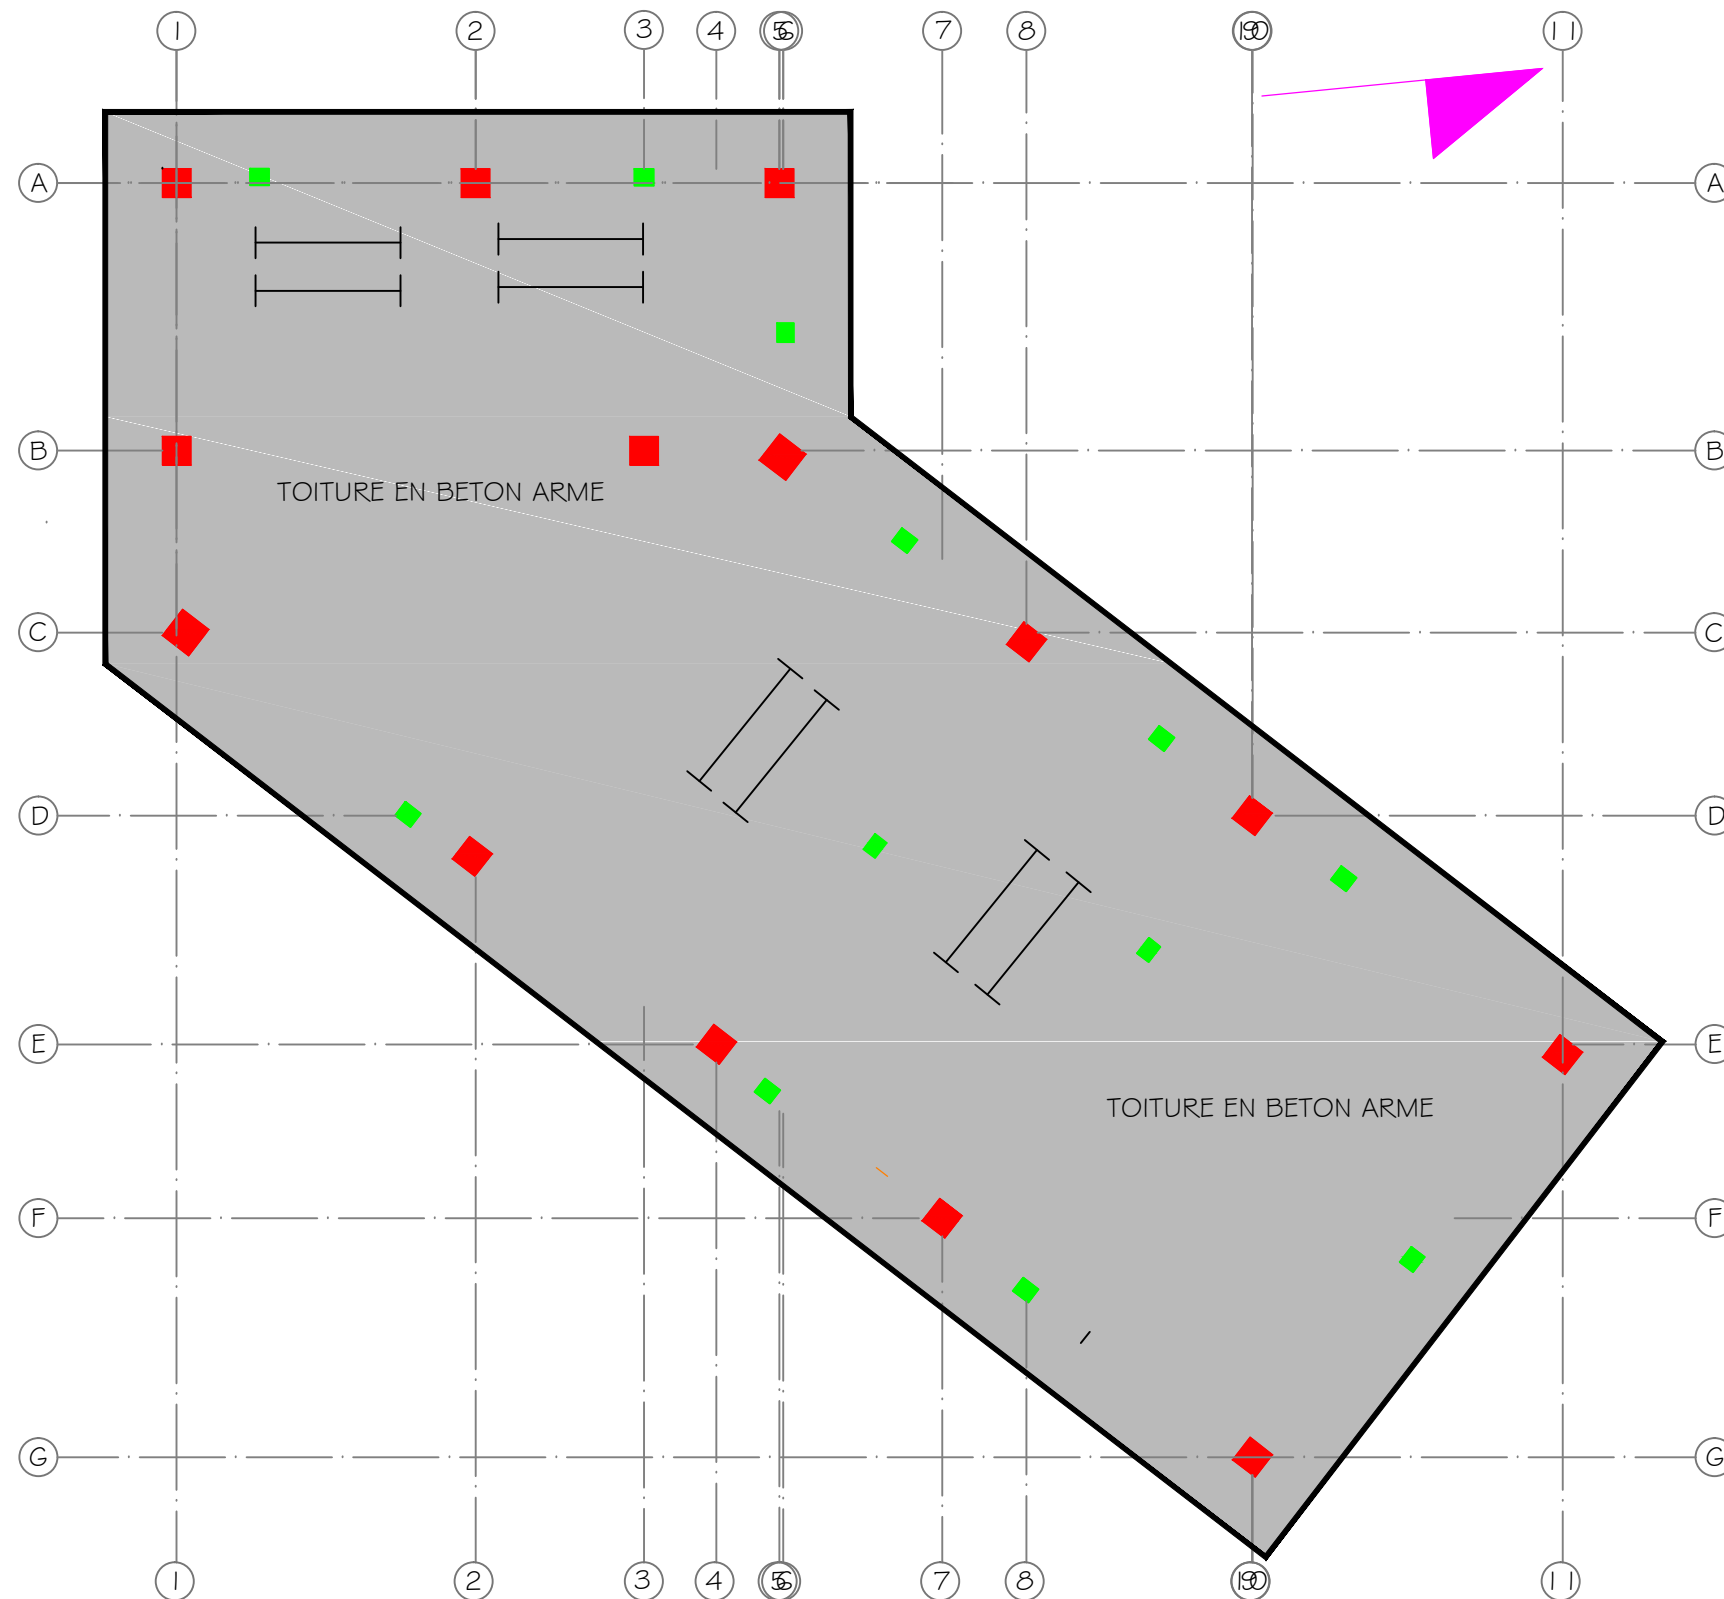 1 2 3 4 5 6 7 8 9 10 11
A A
B B
TOITURE EN BETON ARME
C C
D D
E E
TOITURE EN BETON ARME
F F
G G
1 2 3 4 5 6 7 8 9 10 11